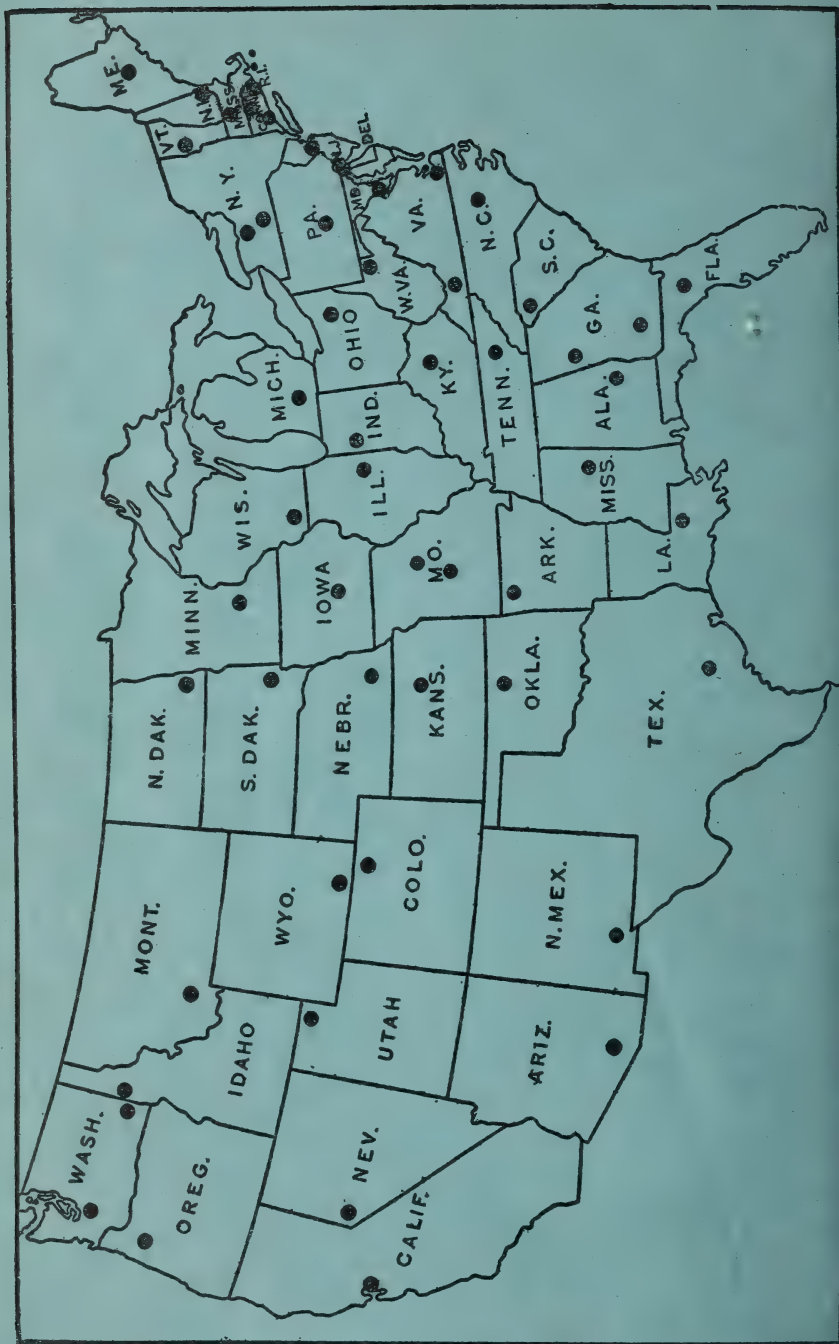 WASH.
OREG.
CALIF.
NEV.
IDAHO
MONT.
WYO.
UTAH
COLO.
ARIZ.
N.MEX.
N. DAK.
S. DAK.
NEBR.
KANS.
OKLA.
TEX.
MINN.
IOWA
MO.
ARK.
LA.
WIS.
ILL.
MICH.
IND.
OHIO
KY.
TENN.
MISS.
ALA.
GA.
FLA.
S.C.
N.C.
VA.
W.VA.
MD.
DEL.
PA.
N.J.
N.Y.
VT.
N.H.
ME.
MASS.
R.I.